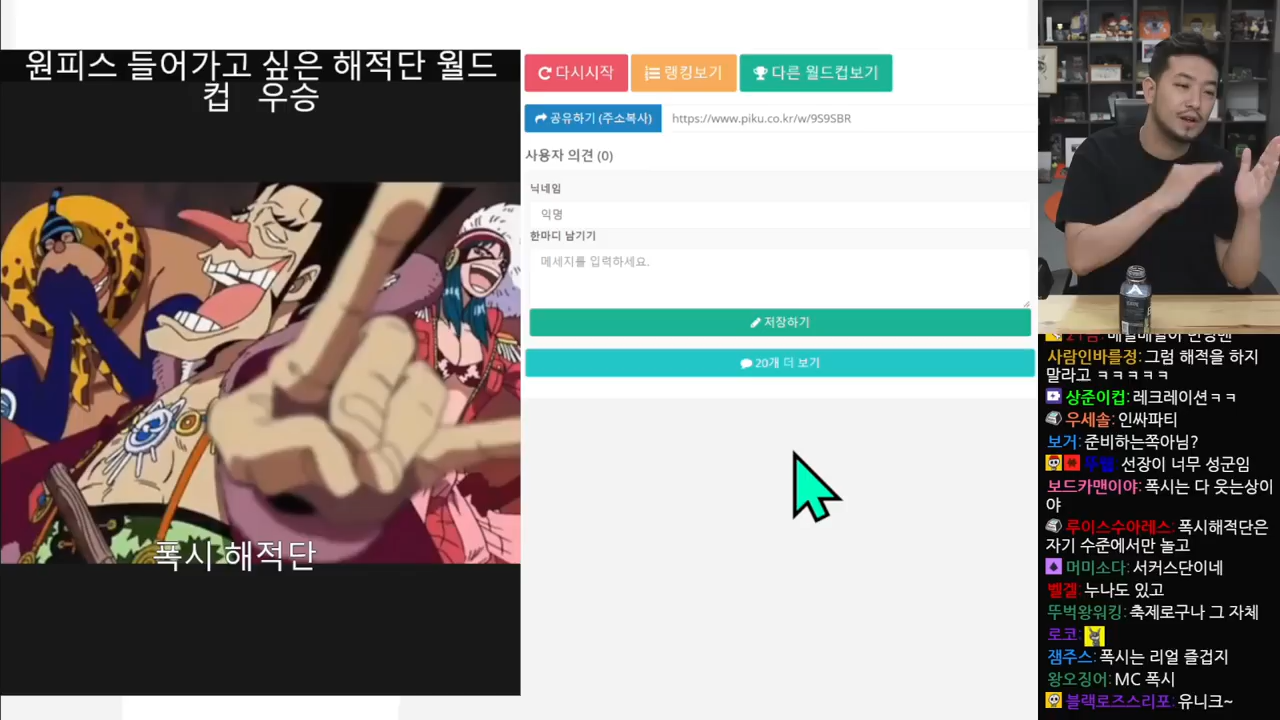 원피스 들어가고 싶은 해적단 월드
컵 우승
폭시 해적단
다시시작
랭킹보기
다른 월드컵보기
공유하기 (주소복사)
https://www.piku.co.kr/w/9S9SBR
사용자 의견 (0)
닉네임
익명
한마디 남기기
메세지를 입력하세요.
저장하기
20개 더 보기
사람인바를정: 그럼 해적을 하지
말라고 ㅋㅋㅋㅋㅋ
상준이컵: 레크레이션ㅋㅋ
우세솔: 인싸파티
보거: 준비하는쪽아님?
선장이 너무 성군임
보드카맨이야: 폭시는 다 웃는상이
야
루이스수아레스: 폭시해적단은
자기 수준에서만 놀고
머미소다: 서커스단이네
벨겔: 누나도 있고
뚜벅왕워킹: 축제로구나 그 자체
로코:
잼주스: 폭시는 리얼 즐겁지
왕오징어: MC 폭시
블랙로즈스리포: 유니크~